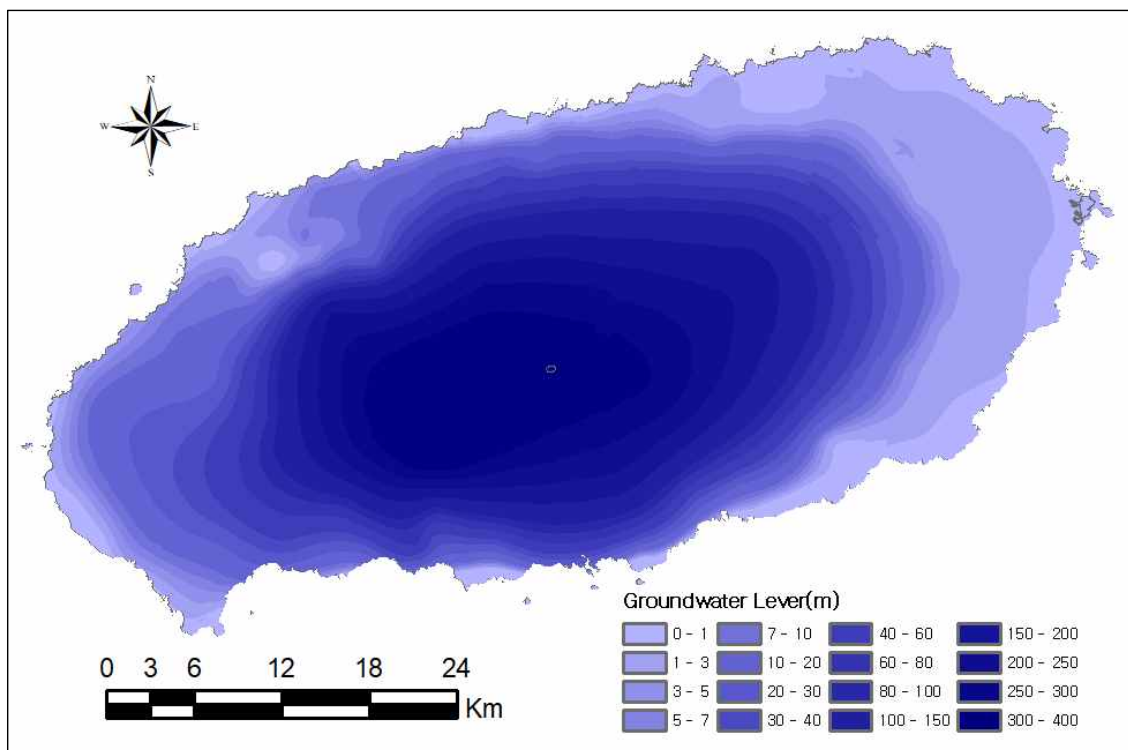 N
W E
S
Groundwater Lever(m)
0 - 1 7 - 10 40 - 60 150 - 200
1 - 3 10 - 20 60 - 80 200 - 250
3 - 5 20 - 30 80 - 100 250 - 300
5 - 7 30 - 40 100 - 150 300 - 400
0 3 6 12 18 24
Km